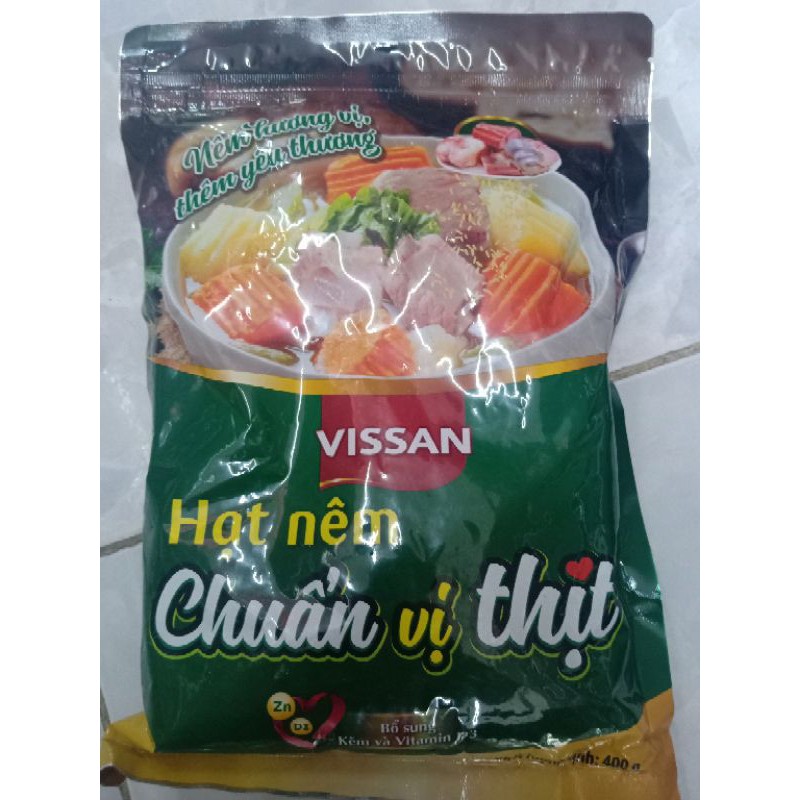 Nêm hương vị,
thêm yêu thương
VISSAN
Hạt nêm
Chuẩn vị thịt
Zn
D3
Bổ sung
Kẽm và Vitamin D3
tịnh: 400 g